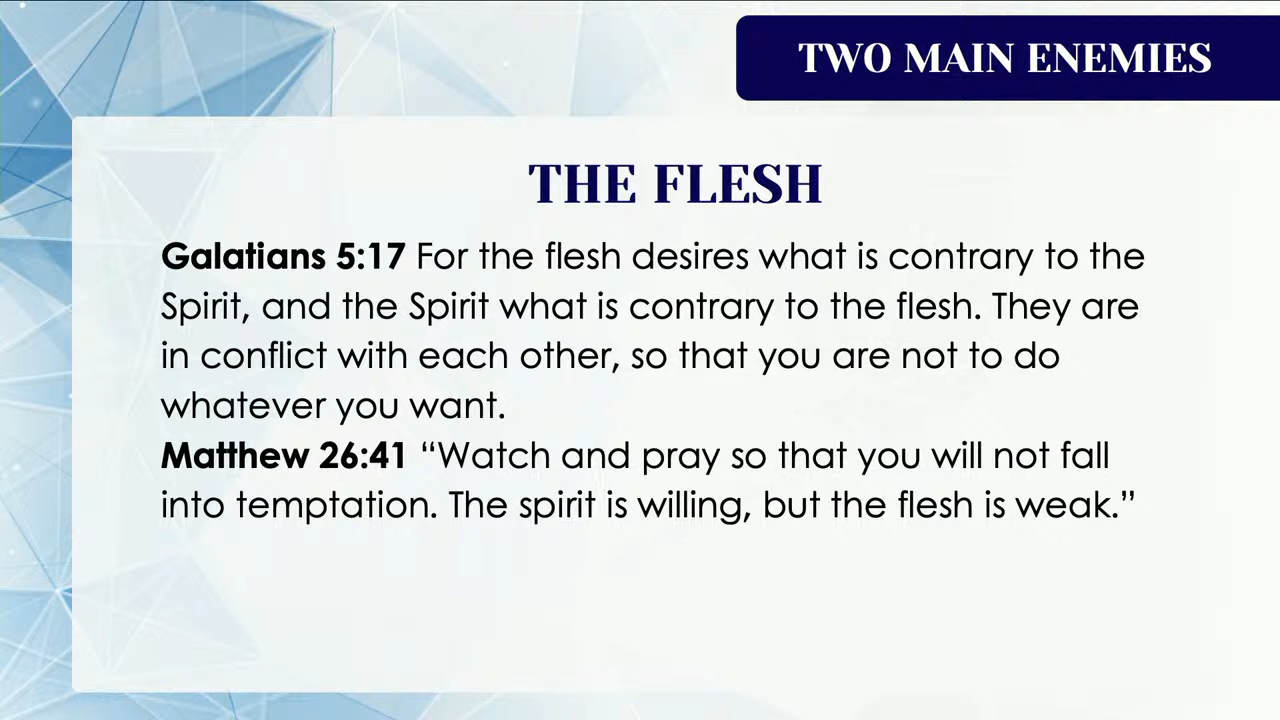 TWO MAIN ENEMIES
THE FLESH
Galatians 5:17 For the flesh desires what is contrary to the
Spirit, and the Spirit what is contrary to the flesh. They are
in conflict with each other, so that you are not to do
whatever you want.
Matthew 26:41 “Watch and pray so that you will not fall
into temptation. The spirit is willing, but the flesh is weak.”